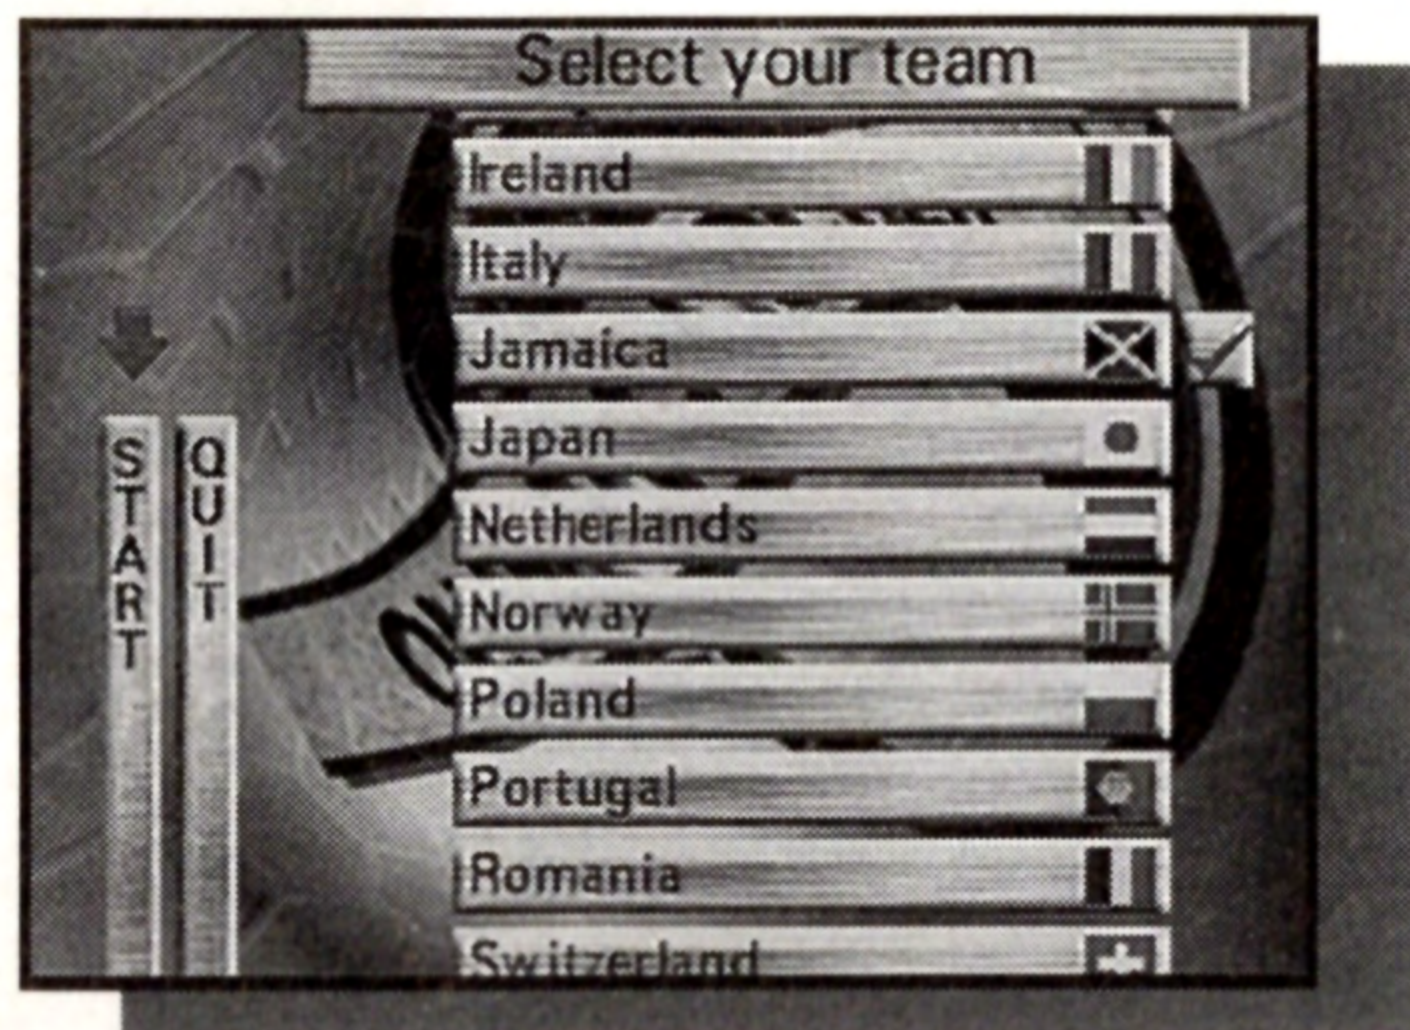 Select your team
Ireland
Italy
Jamaica
Japan
Netherlands
Norway
Poland
Portugal
Romania
Switzerland
START
QUIT